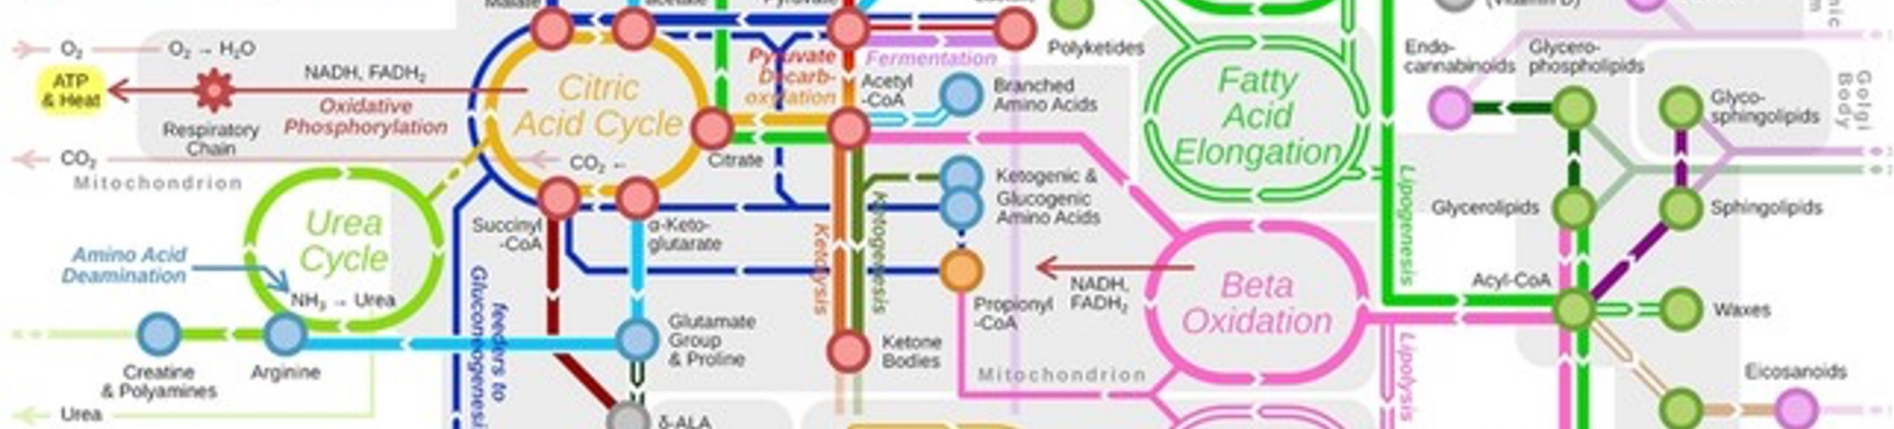 Malate
acetate
Pyruvate
(Vitamin D)
Polyketides
O₂
O₂ → H₂O
ATP
& Heat
NADH, FADH₂
Oxidative
Phosphorylation
Respiratory
Chain
CO₂
Mitochondrion
Citric
Acid Cycle
CO₂ ←
Pyruvate
Decarb-
oxylation
Fermentation
Acetyl
-CoA
Branched
Amino Acids
Citrate
Fatty
Acid
Elongation
Endo-
cannabinoids
Glycero-
phospholipids
Glyco-
sphingolipids
Golgi
Body
Urea
Cycle
Amino Acid
Deamination
NH₃ → Urea
Succinyl
-CoA
α-Keto-
glutarate
Ketogenic &
Glucogenic
Amino Acids
Ketolysis
Ketogenesis
Lipogenesis
Glycerolipids
Sphingolipids
feeders to
Gluconeogenesi
Propionyl
-CoA
NADH,
FADH₂
Beta
Oxidation
Acyl-CoA
Waxes
Creatine
& Polyamines
Arginine
Glutamate
Group
& Proline
Ketone
Bodies
Mitochondrion
Lipolysis
Eicosanoids
Urea
δ-ALA